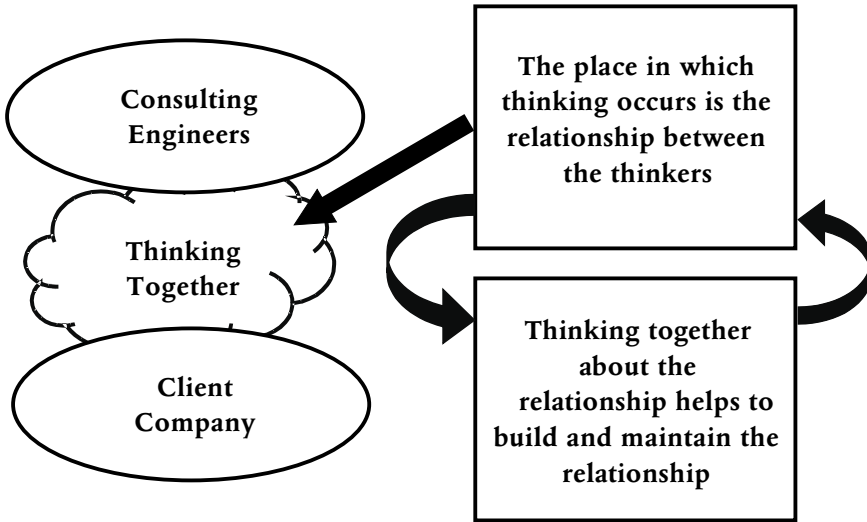 Consulting
Engineers
Thinking
Together
Client
Company
The place in which
thinking occurs is the
relationship between
the thinkers
Thinking together
about the
relationship helps to
build and maintain the
relationship